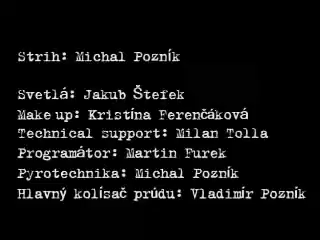 Strih: Michal Pozník
Svetlá: Jakub Štefek
Make up: Kristína Ferenčáková
Technical support: Milan Tolla
Programátor: Martin Furek
Pyrotechnika: Michal Pozník
Hlavný kolísač prúdu: Vladimír Pozník